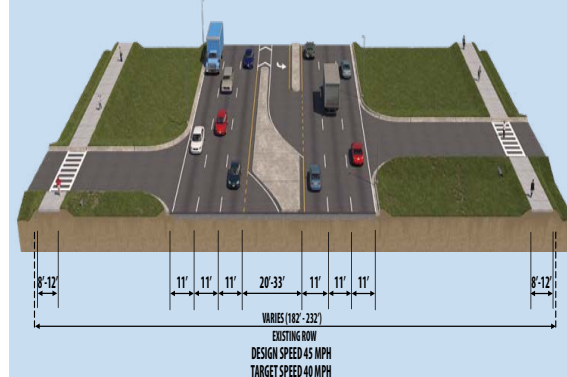 8'-12' 11' 11' 11' 20'-33' 11' 11' 11' 8'-12'
VARIES (182' - 232')
EXISTING ROW
DESIGN SPEED 45 MPH
TARGET SPEED 40 MPH